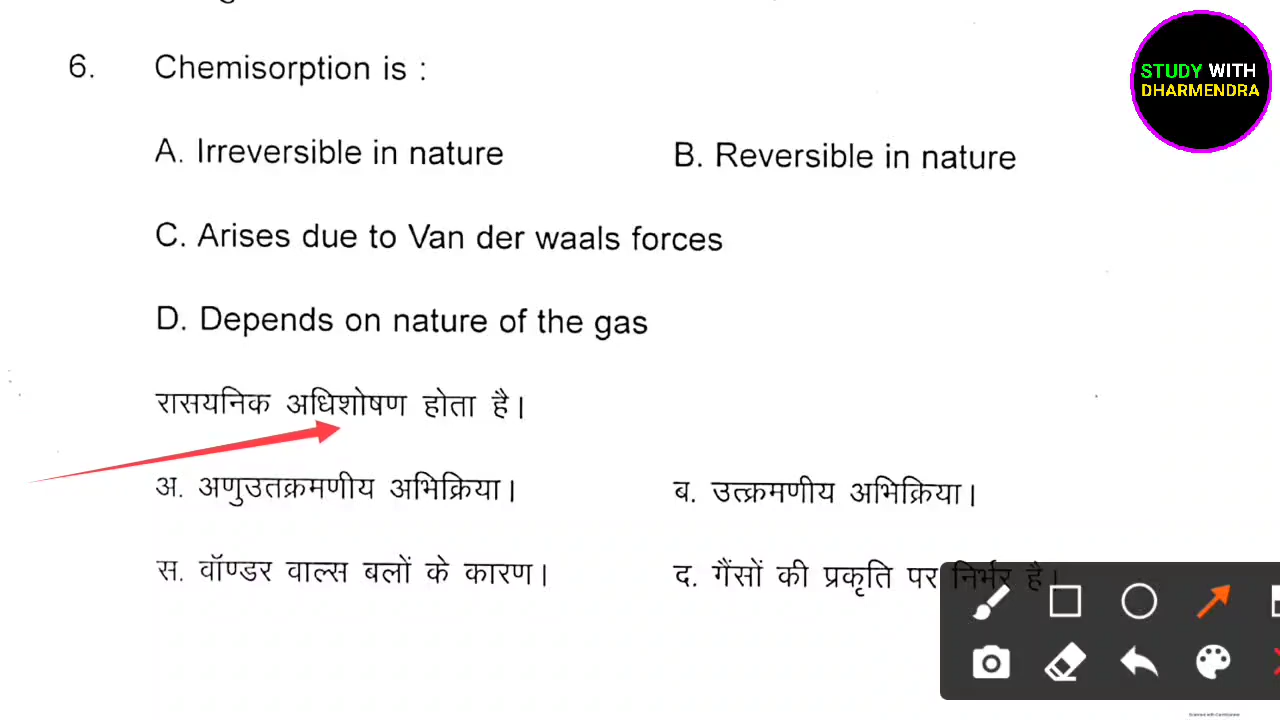 STUDY WITH
DHARMENDRA
6. Chemisorption is :
A. Irreversible in nature B. Reversible in nature
C. Arises due to Van der waals forces
D. Depends on nature of the gas
रासयनिक अधिशोषण होता है।
अ. अणुउतक्रमणीय अभिक्रिया। ब. उत्क्रमणीय अभिक्रिया।
स. वॉण्डर वाल्स बलों के कारण। द. गैंसों की प्रकृति पर निर्भर है।